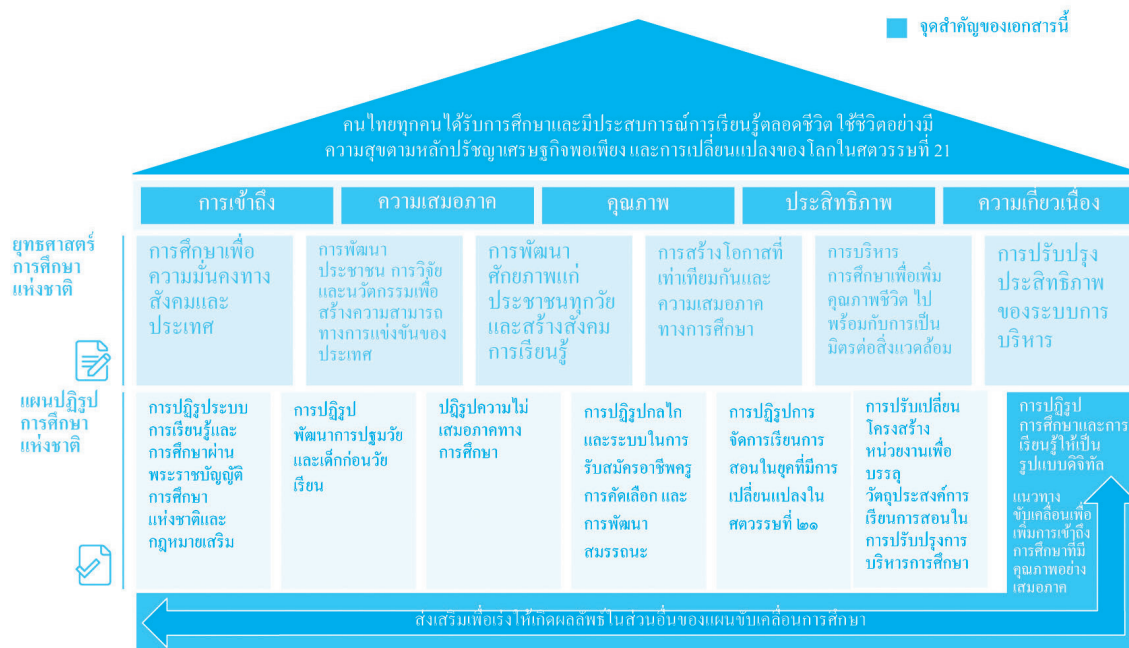 จุดสำคัญของเอกสารนี้
คนไทยทุกคนได้รับการศึกษาและมีประสบการณ์การเรียนรู้ตลอดชีวิต ใช้ชีวิตอย่างมี
ความสุขตามหลักปรัชญาเศรษฐกิจพอเพียง และการเปลี่ยนแปลงของโลกในศตวรรษที่ 21
การเข้าถึง
ความเสมอภาค
คุณภาพ
ประสิทธิภาพ
ความเกี่ยวเนื่อง
ยุทธศาสตร์
การศึกษา
แห่งชาติ
การศึกษาเพื่อ
ความมั่นคงทาง
สังคมและ
ประเทศ
การพัฒนา
ประชาชน การวิจัย
และนวัตกรรมเพื่อ
สร้างความสามารถ
ทางการแข่งขันของ
ประเทศ
การพัฒนา
ศักยภาพแก่
ประชาชนทุกวัย
และสร้างสังคม
การเรียนรู้
การสร้างโอกาสที่
เท่าเทียมกันและ
ความเสมอภาค
ทางการศึกษา
การบริหาร
การศึกษาเพื่อเพิ่ม
คุณภาพชีวิต ไป
พร้อมกับการเป็น
มิตรต่อสิ่งแวดล้อม
การปรับปรุง
ประสิทธิภาพ
ของระบบการ
บริหาร
แผนปฏิรูป
การศึกษา
แห่งชาติ
การปฏิรูประบบ
การเรียนรู้และ
การศึกษาผ่าน
พระราชบัญญัติ
การศึกษา
แห่งชาติและ
กฎหมายเสริม
การปฏิรูป
พัฒนาการปฐมวัย
และเด็กก่อนวัย
เรียน
ปฏิรูปความไม่
เสมอภาคทาง
การศึกษา
การปฏิรูปกลไก
และระบบในการ
รับสมัครอาชีพครู
การคัดเลือก และ
การพัฒนา
สมรรถนะ
การปฏิรูปการ
จัดการเรียนการ
สอนในยุคที่มีการ
เปลี่ยนแปลงใน
ศตวรรษที่ ๒๑
การปรับเปลี่ยน
โครงสร้าง
หน่วยงานเพื่อ
บรรลุ
วัตถุประสงค์การ
เรียนการสอนใน
การปรับปรุงการ
บริหารการศึกษา
การปฏิรูป
การศึกษาและการ
เรียนรู้ให้เป็น
รูปแบบดิจิทัล
แนวทาง
ขับเคลื่อนเพื่อ
เพิ่มการเข้าถึง
การศึกษาที่มี
คุณภาพอย่าง
เสมอภาค
ส่งเสริมเพื่อเร่งให้เกิดผลลัพธ์ในส่วนอื่นของแผนขับเคลื่อนการศึกษา